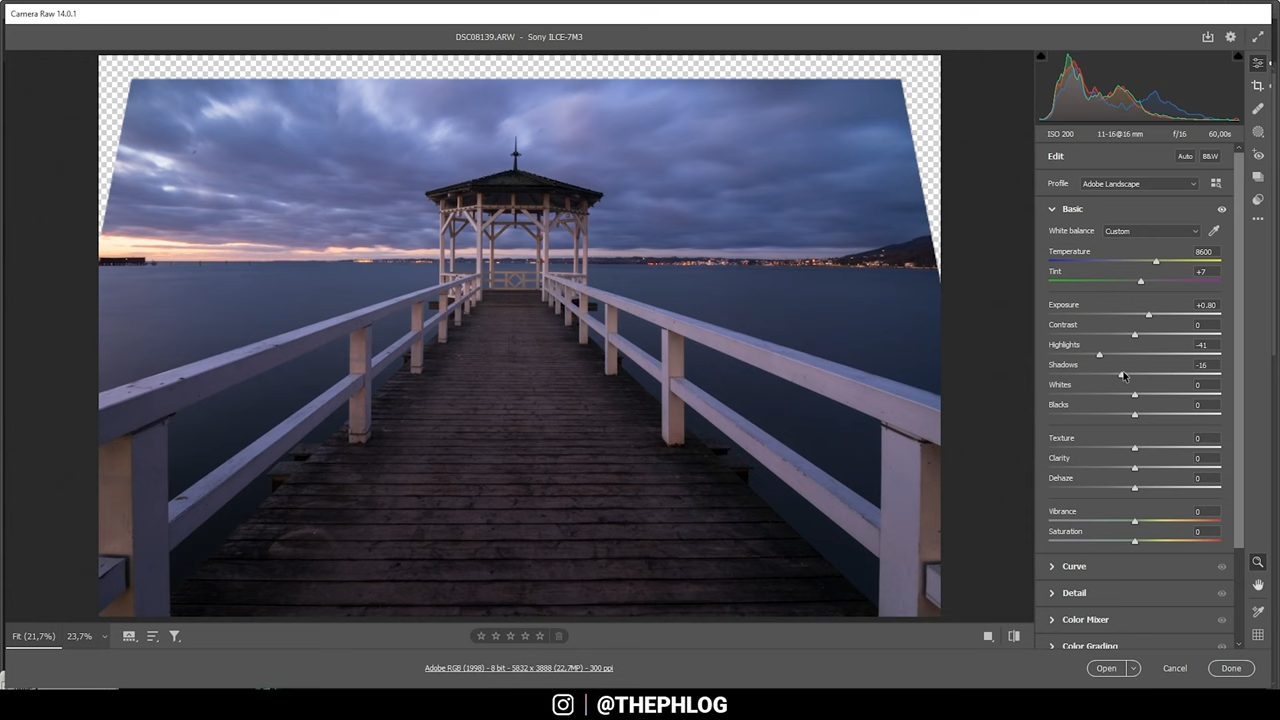 Camera Raw 14.0.1
DSC08139.ARW - Sony ILCE-7M3
ISO 200 11-16@16 mm f/16 60,00s
Edit Auto B&W
Profile Adobe Landscape
Basic
White balance Custom
Temperature 8600
Tint +7
Exposure +0.80
Contrast 0
Highlights -41
Shadows -16
Whites 0
Blacks 0
Texture 0
Clarity 0
Dehaze 0
Vibrance 0
Saturation 0
Curve
Detail
Color Mixer
Color Grading
Fit (21,7%) 23,7%
Adobe RGB (1998) - 8 bit - 5832 x 3888 (22,7MP) - 300 ppi
Open Cancel Done
@THEPHLOG